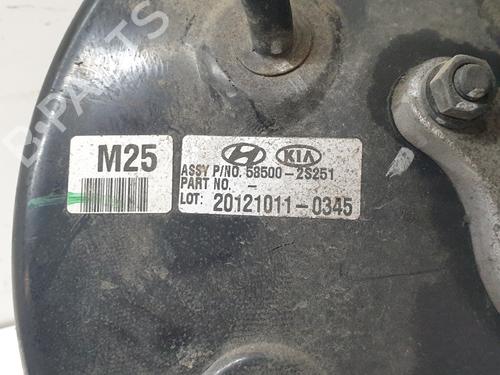 M25
KIA
ASSY P/NO. 58500-2S251
PART NO. -
LOT: 20121011-0345
B-PARTS